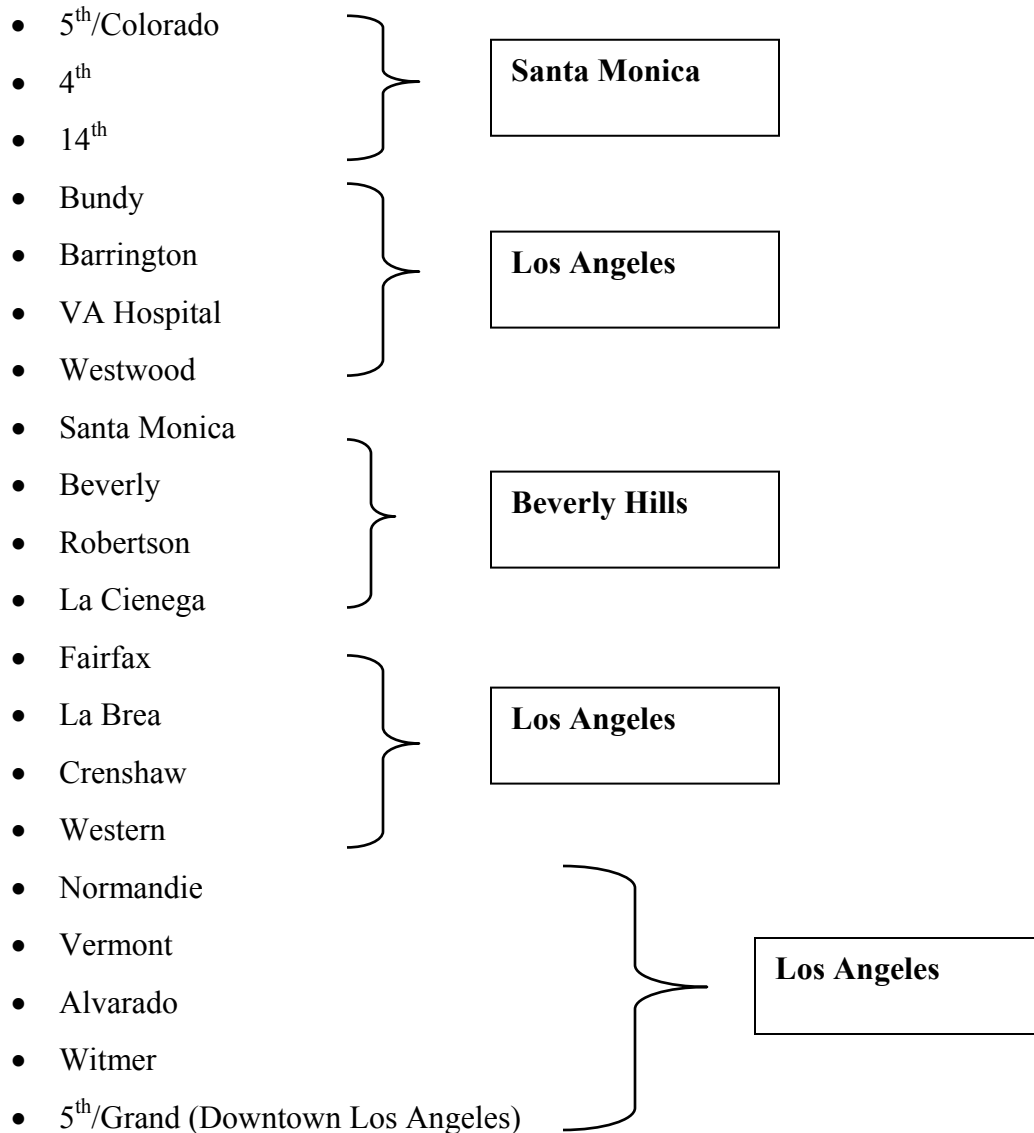 • 5th/Colorado
• 4th
Santa Monica
• 14th
• Bundy
• Barrington
Los Angeles
• VA Hospital
• Westwood
• Santa Monica
• Beverly
Beverly Hills
• Robertson
• La Cienega
• Fairfax
• La Brea
Los Angeles
• Crenshaw
• Western
• Normandie
• Vermont
Los Angeles
• Alvarado
• Witmer
• 5th/Grand (Downtown Los Angeles)